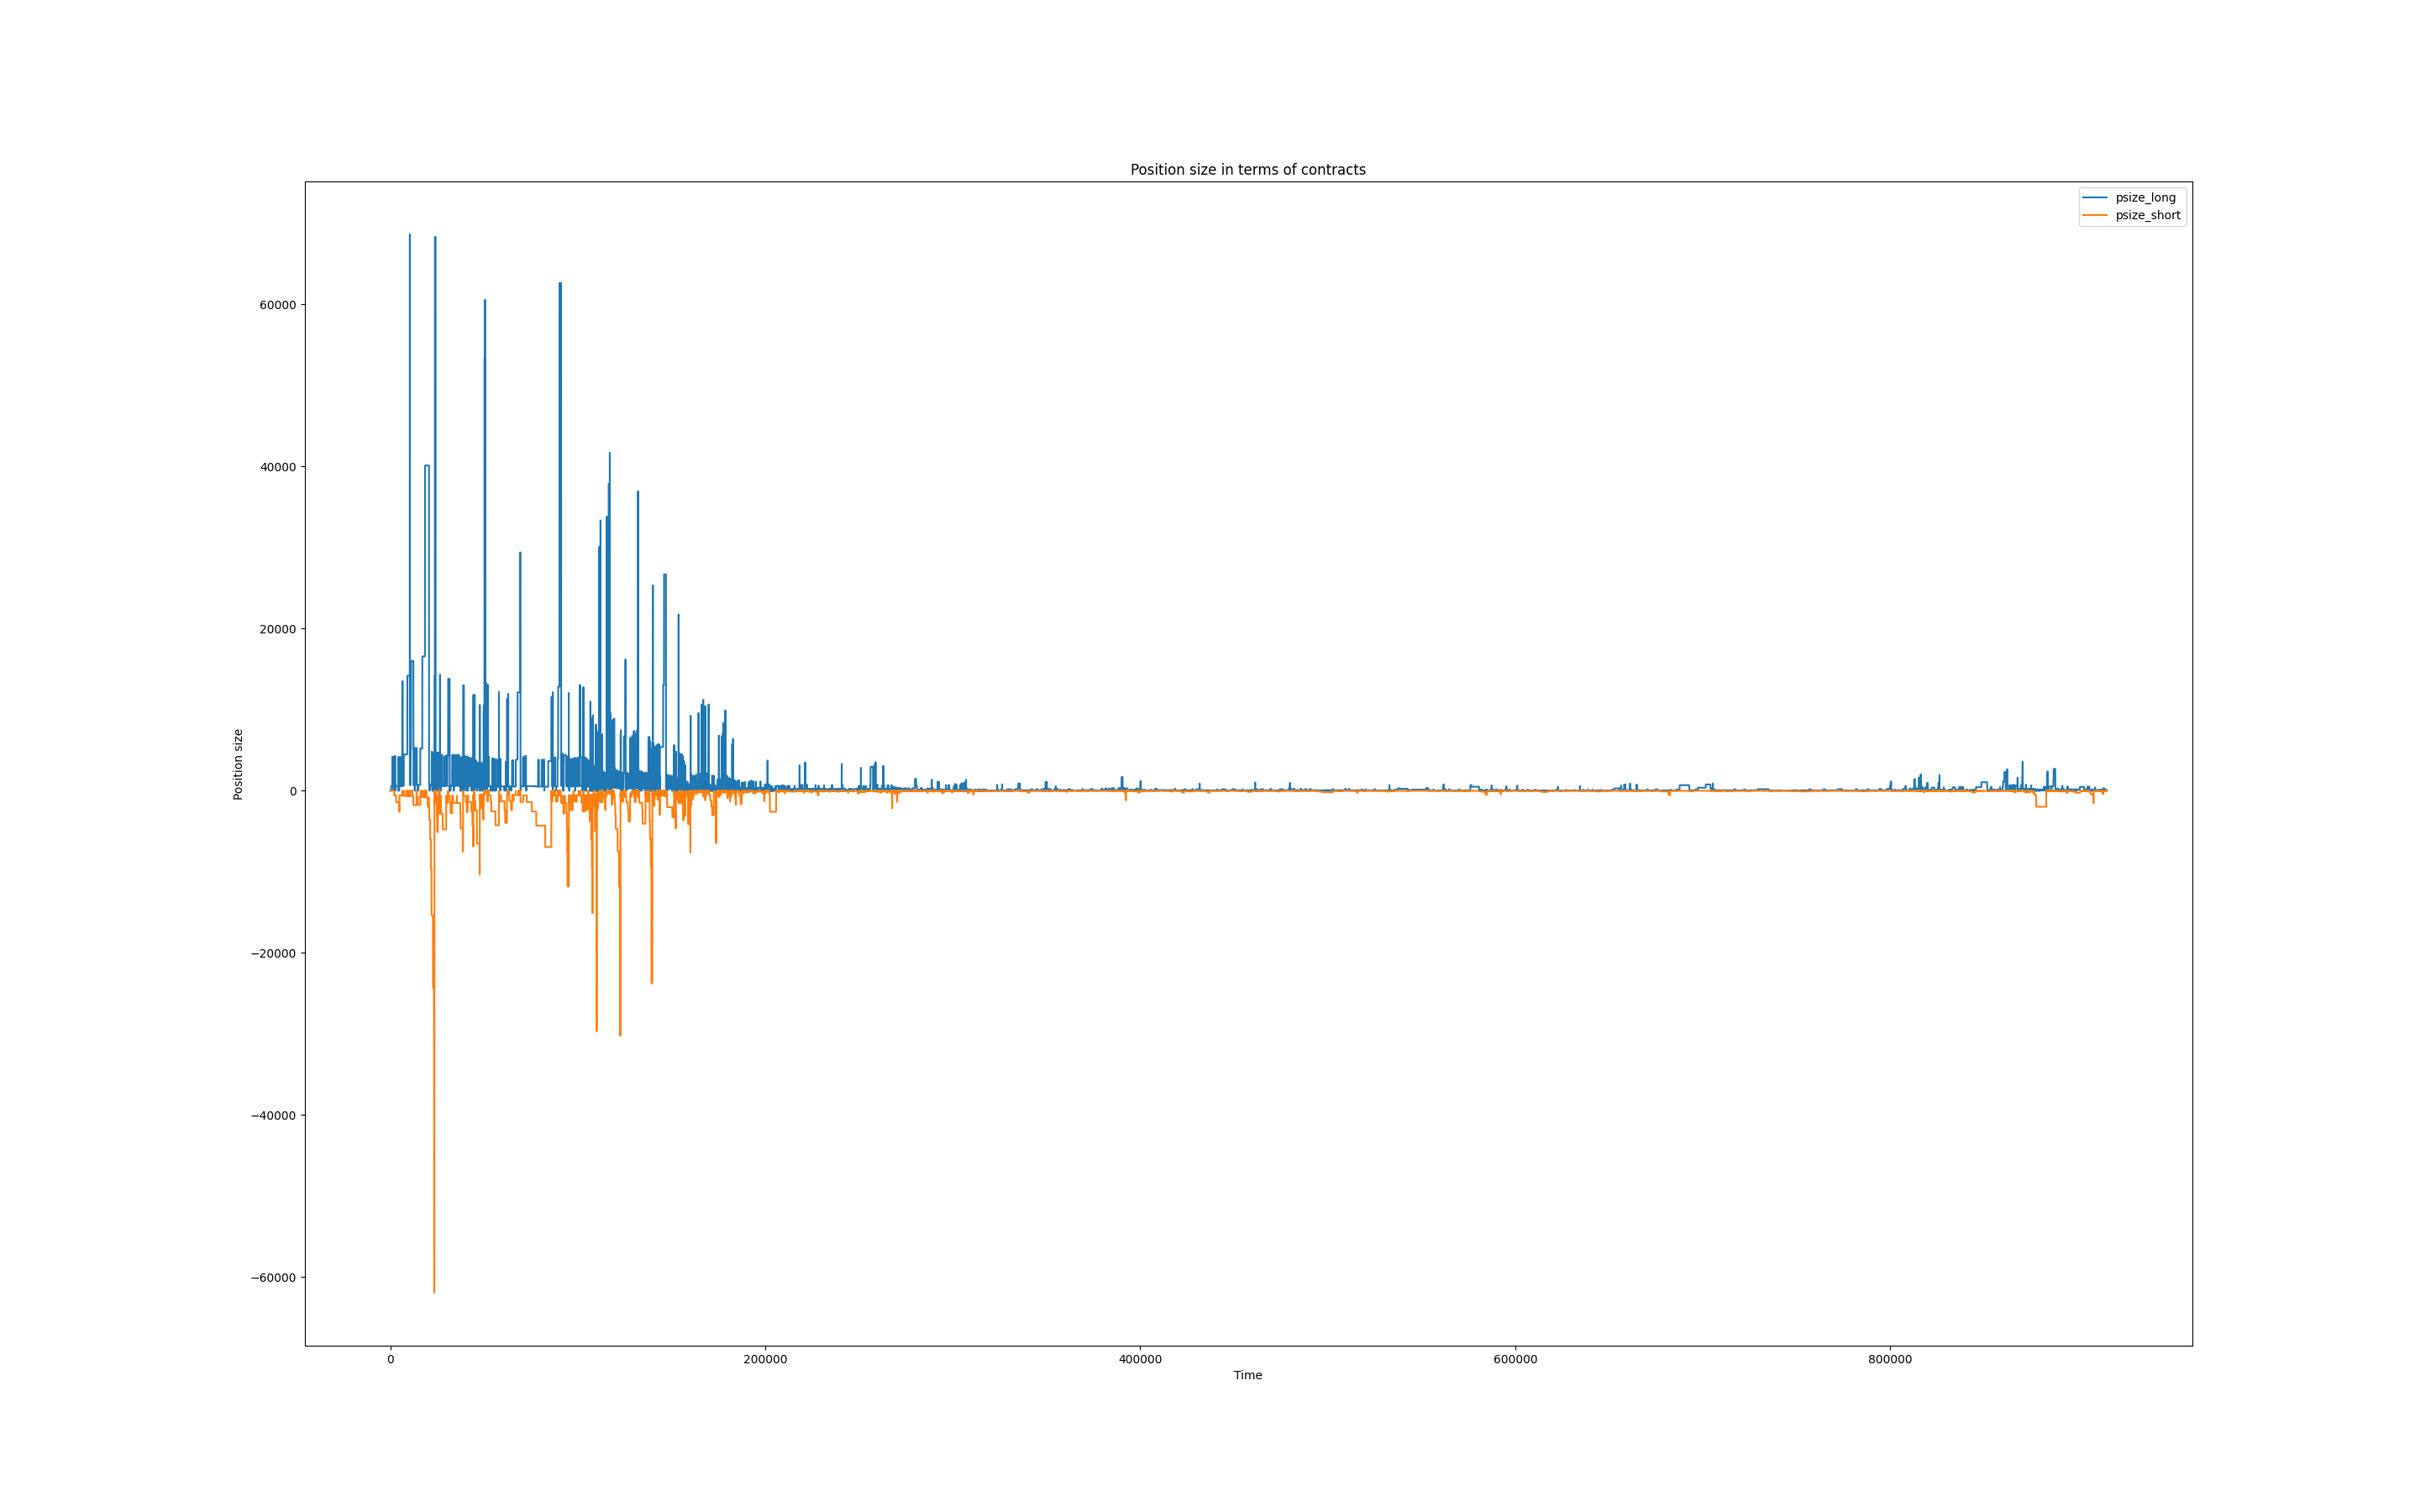 Position size in terms of contracts
psize_long
psize_short
60000
40000
20000
0
−20000
−40000
−60000
Position size
0
200000
400000
600000
800000
Time